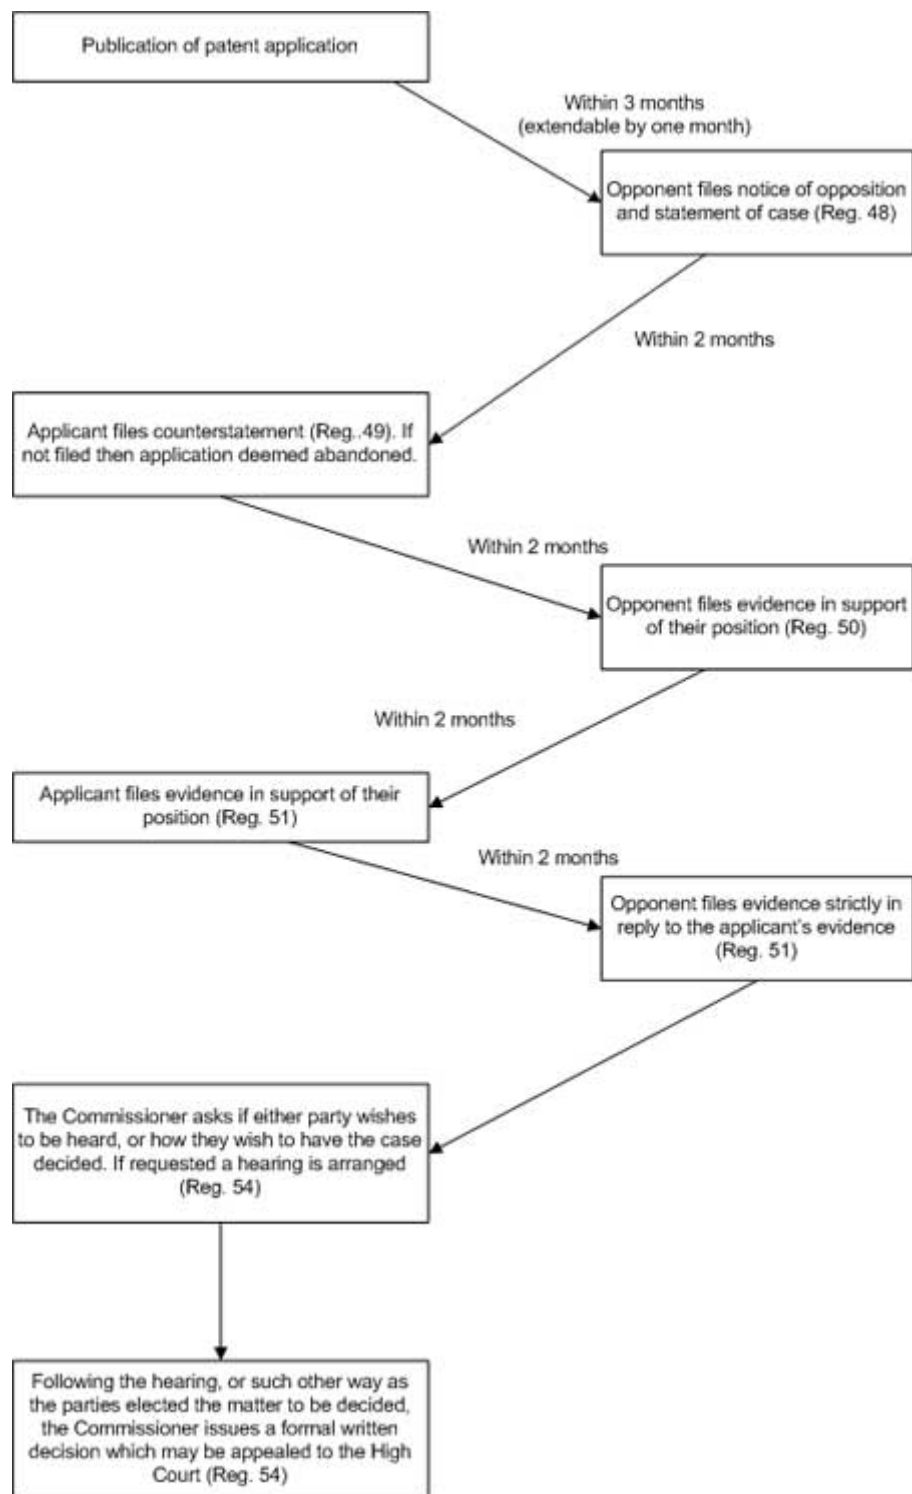 Publication of patent application
Within 3 months
(extendable by one month)
Opponent files notice of opposition
and statement of case (Reg. 48)
Within 2 months
Applicant files counterstatement (Reg..49). If
not filed then application deemed abandoned.
Within 2 months
Opponent files evidence in support
of their position (Reg. 50)
Within 2 months
Applicant files evidence in support of their
position (Reg. 51)
Within 2 months
Opponent files evidence strictly in
reply to the applicant's evidence
(Reg. 51)
The Commissioner asks if either party wishes
to be heard, or how they wish to have the case
decided. If requested a hearing is arranged
(Reg. 54)
Following the hearing, or such other way as
the parties elected the matter to be decided,
the Commissioner issues a formal written
decision which may be appealed to the High
Court (Reg. 54)